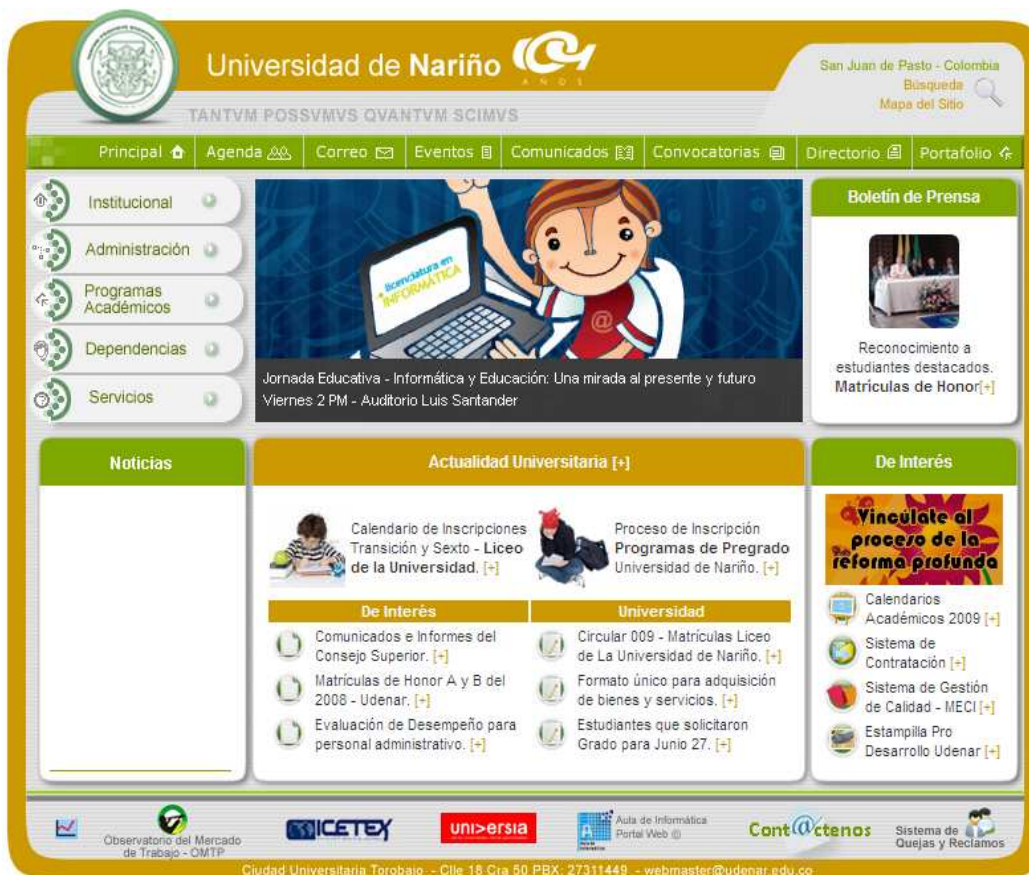 Universidad de Nariño
AÑOS
TANTVM POSSVMVS QVANTVM SCIMVS
San Juan de Pasto - Colombia
Búsqueda
Mapa del Sitio
Principal
Agenda
Correo
Eventos
Comunicados
Convocatorias
Directorio
Portafolio
Institucional
Administración
Programas
Académicos
Dependencias
Servicios
licenciatura en
INFORMÁTICA
@
Jornada Educativa - Informática y Educación: Una mirada al presente y futuro
Viernes 2 PM - Auditorio Luis Santander
Boletín de Prensa
Reconocimiento a
estudiantes destacados.
Matrículas de Honor[+]
Noticias
Actualidad Universitaria [+]
Calendario de Inscripciones
Transición y Sexto - Liceo
de la Universidad. [+]
Proceso de Inscripción
Programas de Pregrado
Universidad de Nariño. [+]
De Interés
Comunicados e Informes del
Consejo Superior. [+]
Matrículas de Honor A y B del
2008 - Udenar. [+]
Evaluación de Desempeño para
personal administrativo. [+]
Universidad
Circular 009 - Matrículas Liceo
de La Universidad de Nariño. [+]
Formato único para adquisición
de bienes y servicios. [+]
Estudiantes que solicitaron
Grado para Junio 27. [+]
De Interés
Vincúlate al
proceso de la
reforma profunda
Calendarios
Académicos 2009 [+]
Sistema de
Contratación [+]
Sistema de Gestión
de Calidad - MECI [+]
Estampilla Pro
Desarrollo Udenar [+]
Observatorio del Mercado
de Trabajo - OMTP
ICETEX
uni>ersia
Aula de Informática
Portal Web ©
Cont@ctenos
Sistema de
Quejas y Reclamos
Ciudad Universitaria Torobajo - Clle 18 Cra 50 PBX: 27311449 - webmaster@udenar.edu.co